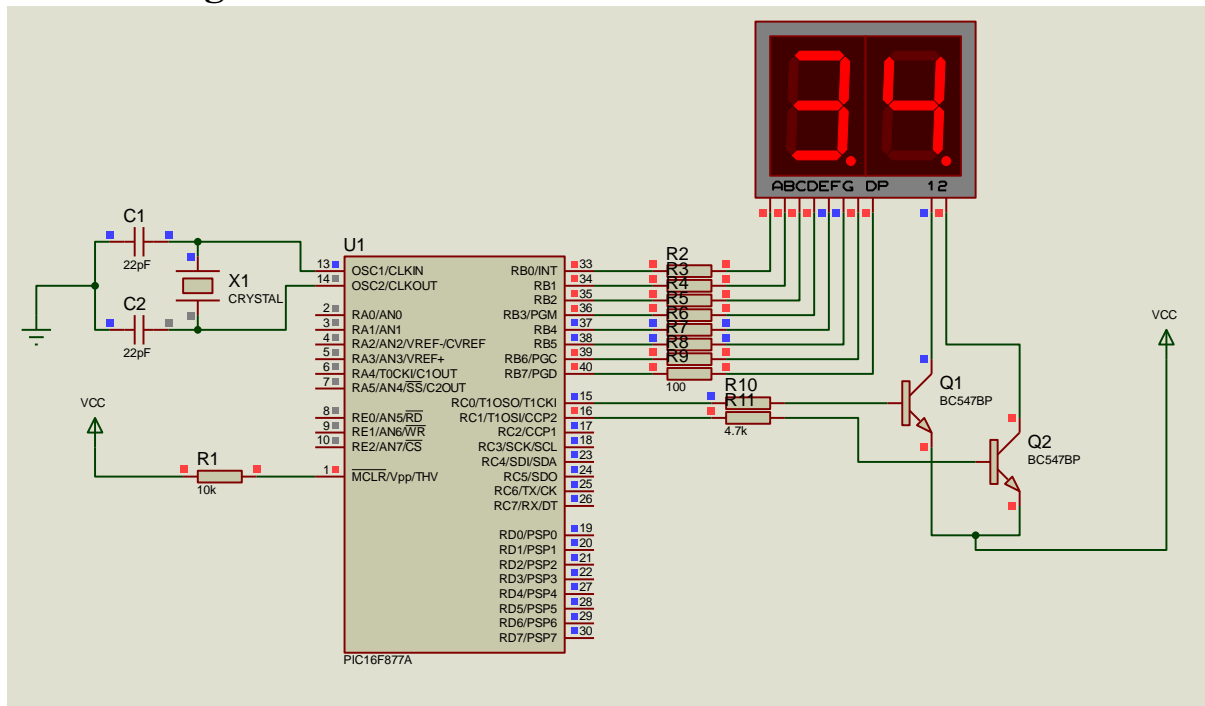 g
34
ABCDEFG DP 12
C1
22pF
X1
CRYSTAL
C2
22pF
VCC
R1
10k
U1
13 OSC1/CLKIN
14 OSC2/CLKOUT
2 RA0/AN0
3 RA1/AN1
4 RA2/AN2/VREF-/CVREF
5 RA3/AN3/VREF+
6 RA4/T0CKI/C1OUT
7 RA5/AN4/SS/C2OUT
8 RE0/AN5/RD
9 RE1/AN6/WR
10 RE2/AN7/CS
1 MCLR/Vpp/THV
RB0/INT 33
RB1 34
RB2 35
RB3/PGM 36
RB4 37
RB5 38
RB6/PGC 39
RB7/PGD 40
RC0/T1OSO/T1CKI 15
RC1/T1OSI/CCP2 16
RC2/CCP1 17
RC3/SCK/SCL 18
RC4/SDI/SDA 23
RC5/SDO 24
RC6/TX/CK 25
RC7/RX/DT 26
RD0/PSP0 19
RD1/PSP1 20
RD2/PSP2 21
RD3/PSP3 22
RD4/PSP4 27
RD5/PSP5 28
RD6/PSP6 29
RD7/PSP7 30
PIC16F877A
R2
R3
R4
R5
R6
R7
R8
R9
100
R10
R11
4.7k
Q1
BC547BP
Q2
BC547BP
VCC